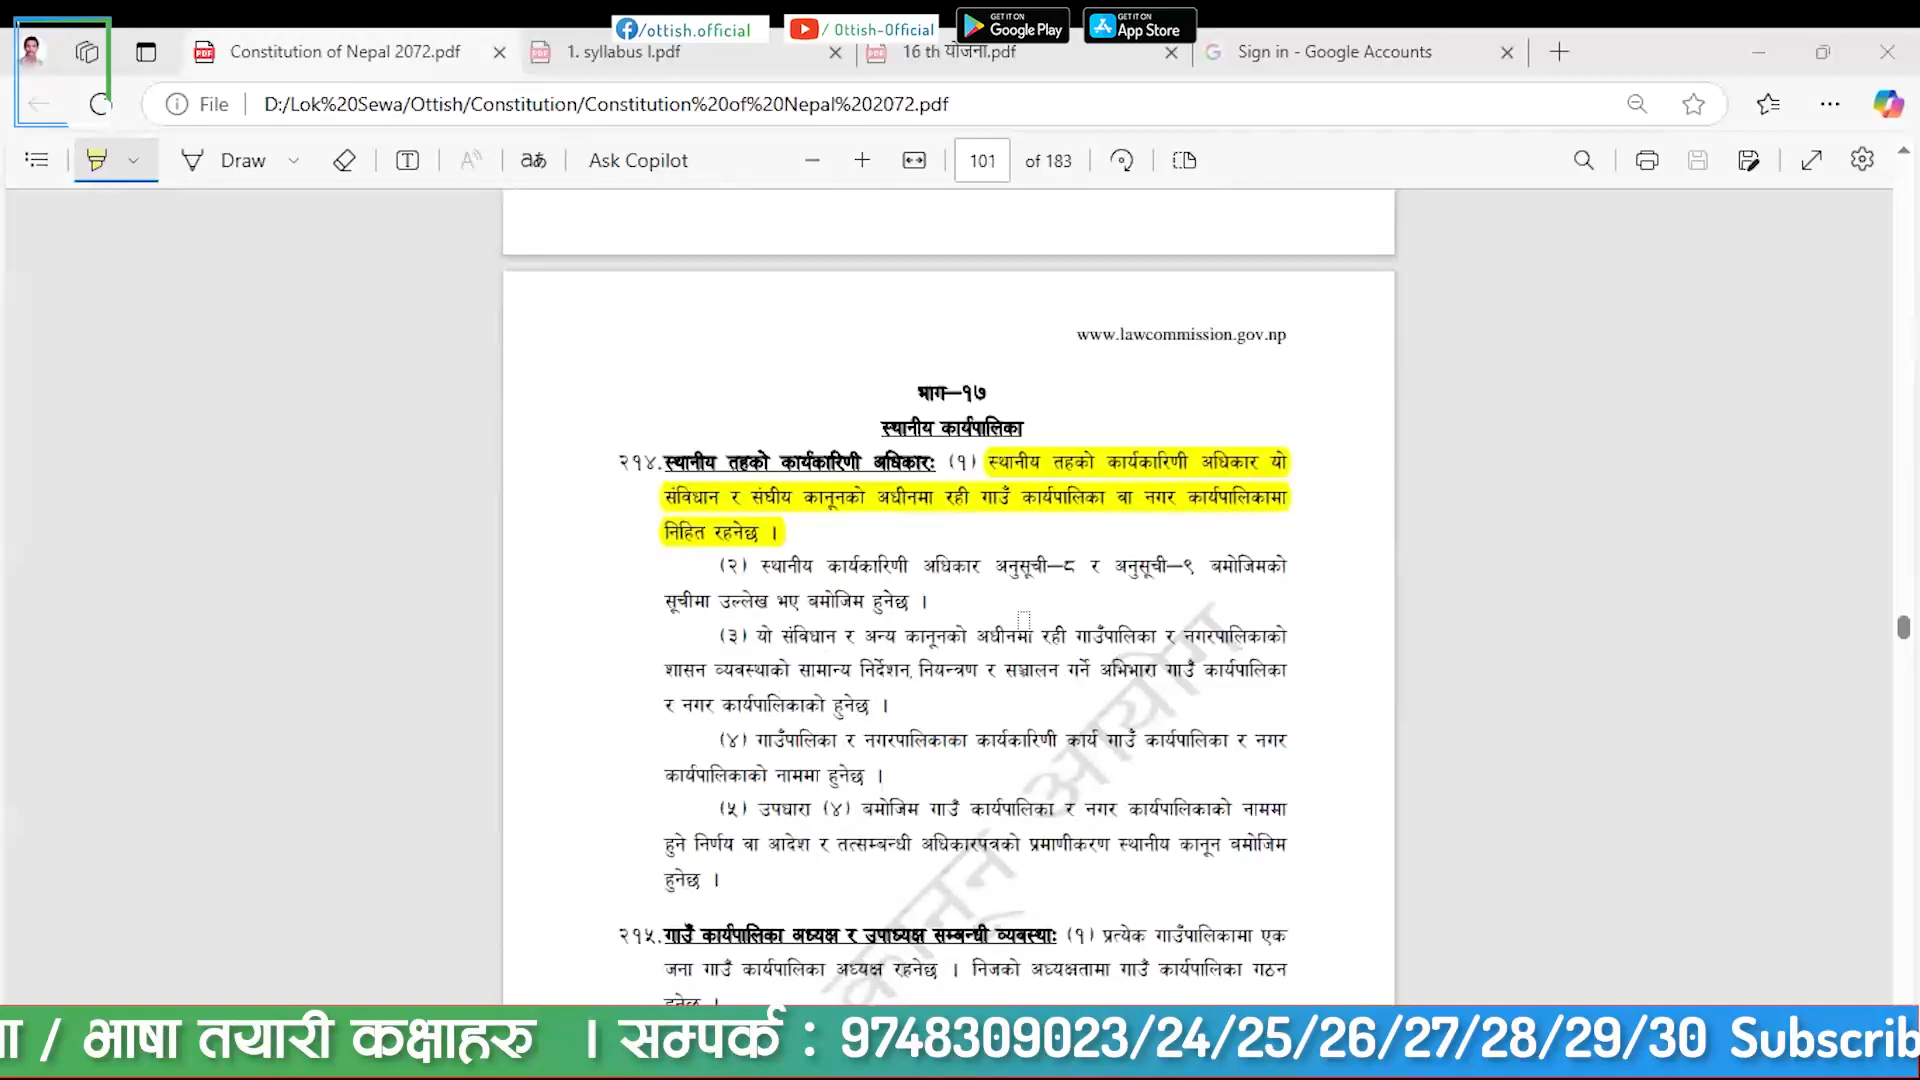 /ottish.official
/ Ottish-Official
GET IT ON
Google Play
GET IT ON
App Store
Constitution of Nepal 2072.pdf
1. syllabus I.pdf
16 th योजना.pdf
Sign in - Google Accounts
File
D:/Lok%20Sewa/Ottish/Constitution/Constitution%20of%20Nepal%202072.pdf
Draw
Ask Copilot
101
of 183
www.lawcommission.gov.np
भाग–१७
स्थानीय कार्यपालिका
२१४. स्थानीय तहको कार्यकारिणी अधिकारः (१) स्थानीय तहको कार्यकारिणी अधिकार यो
संविधान र संघीय कानूनको अधीनमा रही गाउँ कार्यपालिका वा नगर कार्यपालिकामा
निहित रहनेछ ।
(२) स्थानीय कार्यकारिणी अधिकार अनुसूची–८ र अनुसूची–९ बमोजिमको
सूचीमा उल्लेख भए बमोजिम हुनेछ ।
(३) यो संविधान र अन्य कानूनको अधीनमा रही गाउँपालिका र नगरपालिकाको
शासन व्यवस्थाको सामान्य निर्देशन, नियन्त्रण र सञ्चालन गर्ने अभिभारा गाउँ कार्यपालिका
र नगर कार्यपालिकाको हुनेछ ।
(४) गाउँपालिका र नगरपालिकाका कार्यकारिणी कार्य गाउँ कार्यपालिका र नगर
कार्यपालिकाको नाममा हुनेछ ।
(५) उपधारा (४) बमोजिम गाउँ कार्यपालिका र नगर कार्यपालिकाको नाममा
हुने निर्णय वा आदेश र तत्सम्बन्धी अधिकारपत्रको प्रमाणीकरण स्थानीय कानून बमोजिम
हुनेछ ।
२१५. गाउँ कार्यपालिका अध्यक्ष र उपाध्यक्ष सम्बन्धी व्यवस्थाः (१) प्रत्येक गाउँपालिकामा एक
जना गाउँ कार्यपालिका अध्यक्ष रहनेछ । निजको अध्यक्षतामा गाउँ कार्यपालिका गठन
हुनेछ ।
कानून आयोग
/ भाषा तयारी कक्षाहरु । सम्पर्क : 9748309023/24/25/26/27/28/29/30 Subscrib